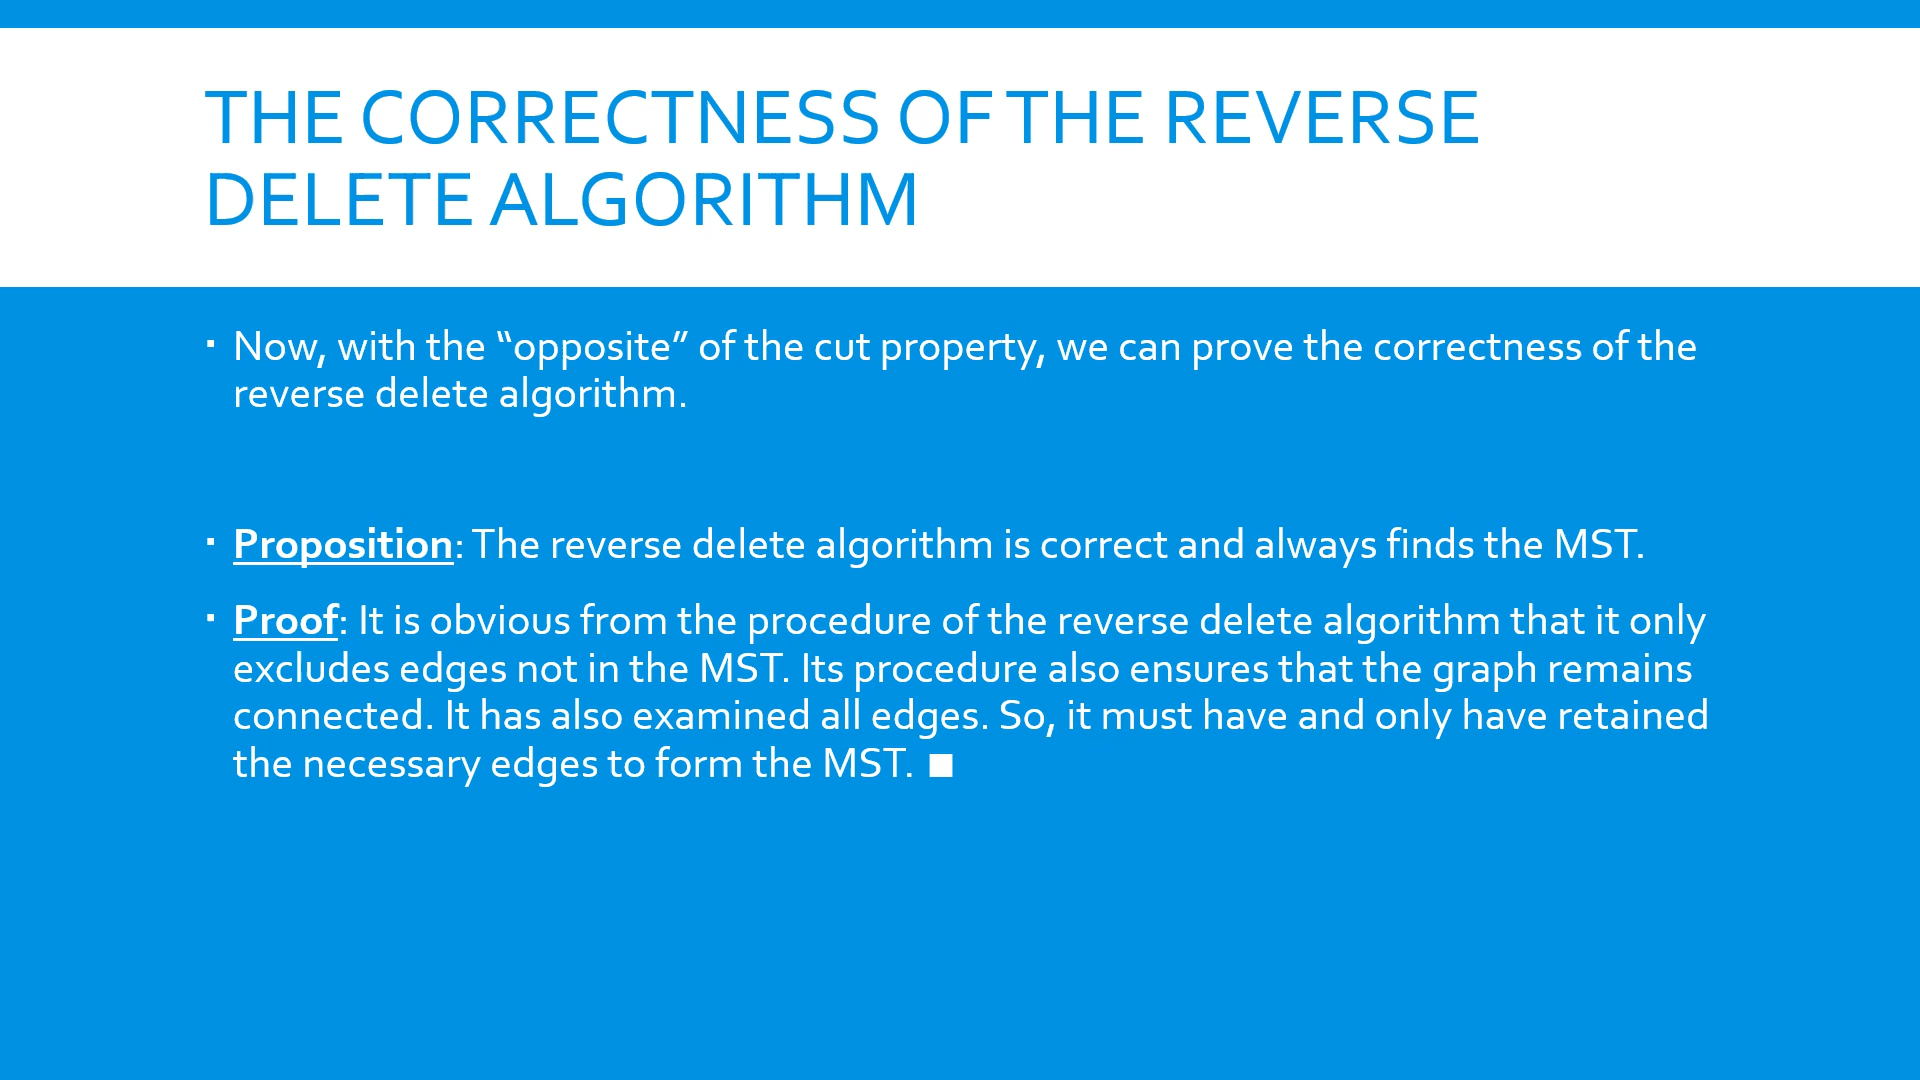 THE CORRECTNESS OF THE REVERSE
DELETE ALGORITHM
▪ Now, with the “opposite” of the cut property, we can prove the correctness of the
reverse delete algorithm.
▪ Proposition: The reverse delete algorithm is correct and always finds the MST.
▪ Proof: It is obvious from the procedure of the reverse delete algorithm that it only
excludes edges not in the MST. Its procedure also ensures that the graph remains
connected. It has also examined all edges. So, it must have and only have retained
the necessary edges to form the MST. ■